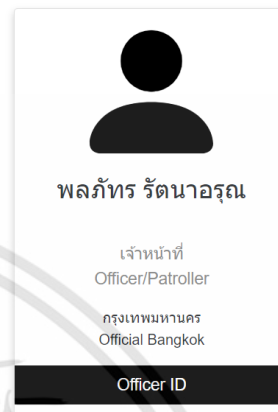 พลภัทร รัตนาอรุณ
เจ้าหน้าที่
Officer/Patroller
กรุงเทพมหานคร
Official Bangkok
Officer ID